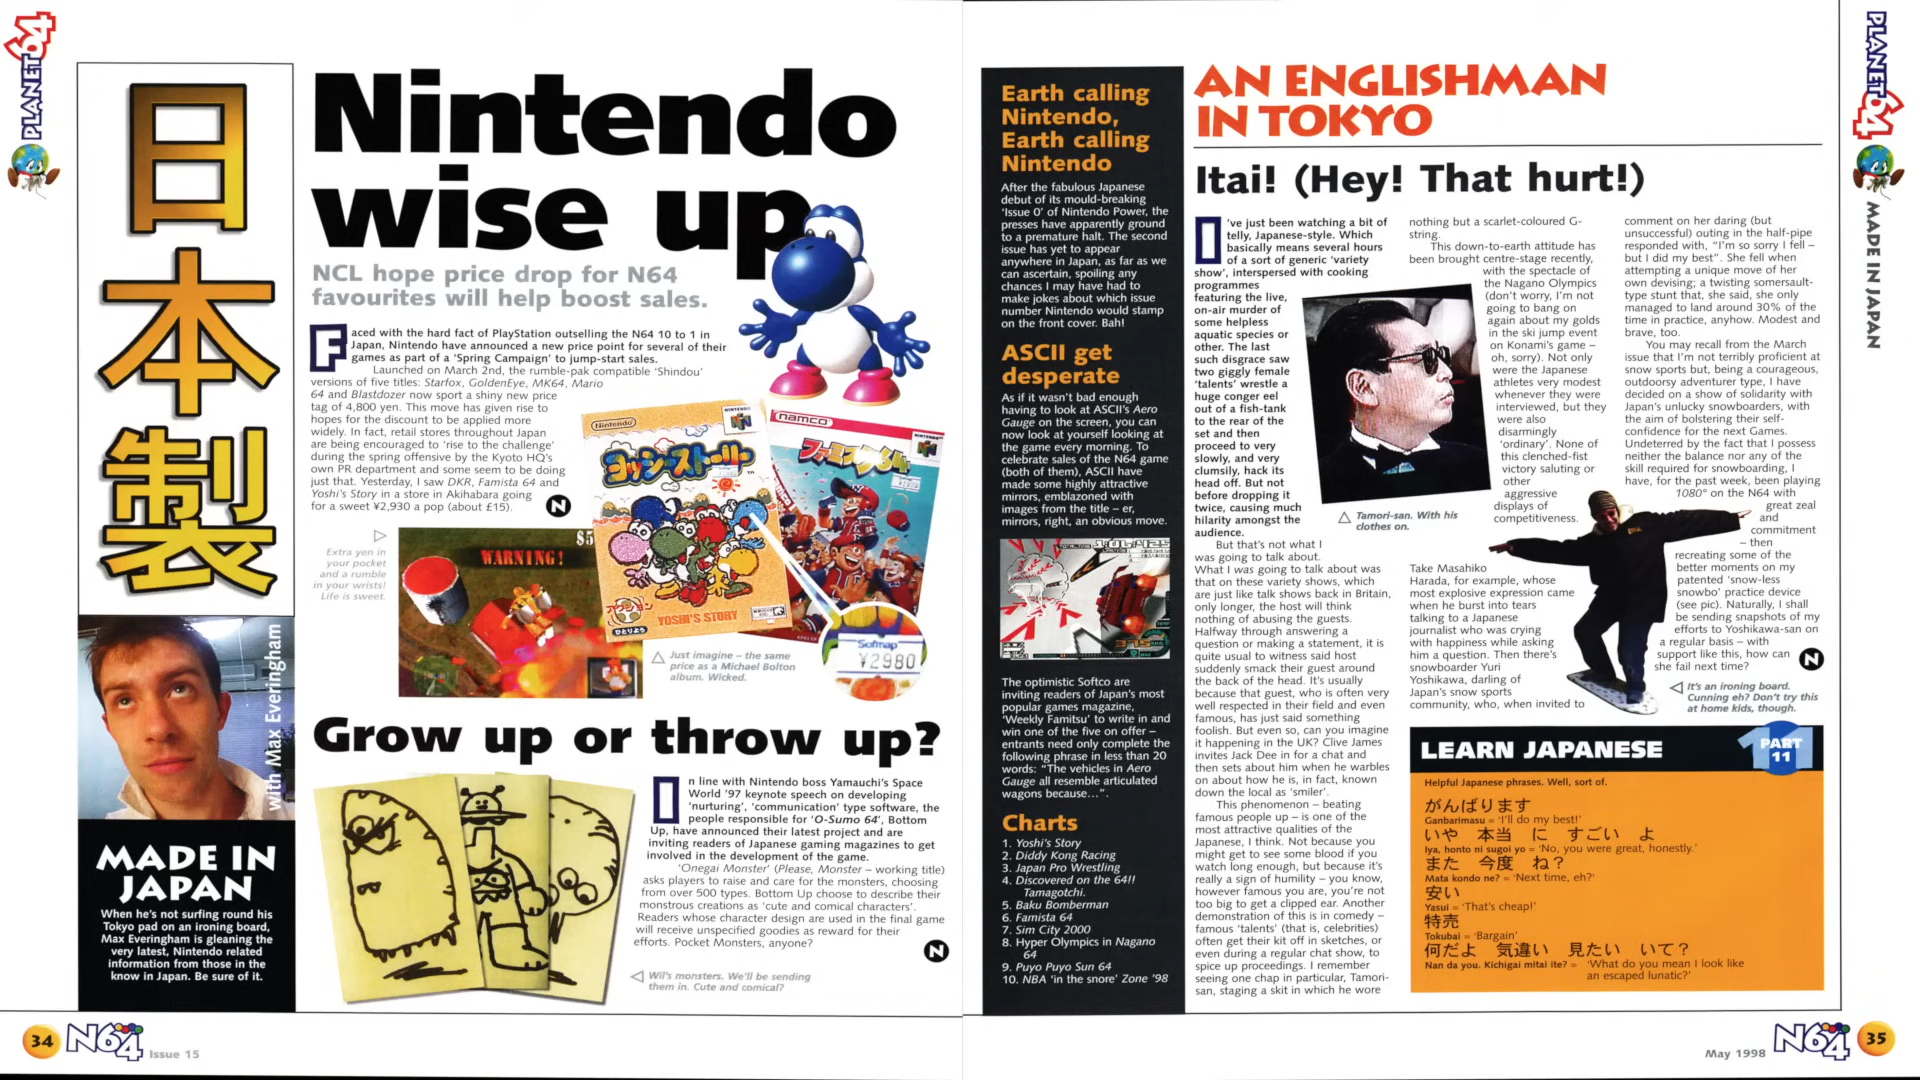 PLANET 64
日
本
製
with Max Everingham
MADE IN
JAPAN
When he's not surfing round his
Tokyo pad on an ironing board,
Max Everingham is gleaning the
very latest, Nintendo related
information from those in the
know in Japan. Be sure of it.
Nintendo
wise up
NCL hope price drop for N64
favourites will help boost sales.
Faced with the hard fact of PlayStation outselling the N64 10 to 1 in
Japan, Nintendo have announced a new price point for several of their
games as part of a 'Spring Campaign' to jump-start sales.
Launched on March 2nd, the rumble-pak compatible 'Shindou'
versions of five titles: Starfox, GoldenEye, MK64, Mario
64 and Blastdozer now sport a shiny new price
tag of 4,800 yen. This move has given rise to
hopes for the discount to be applied more
widely. In fact, retail stores throughout Japan
are being encouraged to 'rise to the challenge'
during the spring offensive by the Kyoto HQ's
own PR department and some seem to be doing
just that. Yesterday, I saw DKR, Famista 64 and
Yoshi's Story in a store in Akihabara going
for a sweet ¥2,930 a pop (about £15).
N
Extra yen in
your pocket
and a rumble
in your wrists!
Life is sweet.
WARNING!
$5
Nintendo
NINTENDO 64
ヨッシーストーリー
アクション
ひとりよう
YOSHI'S STORY
namco
NINTENDO 64
ファミスタ64
Softmap
¥2980
Just imagine – the same
price as a Michael Bolton
album. Wicked.
Grow up or throw up?
On line with Nintendo boss Yamauchi's Space
World '97 keynote speech on developing
'nurturing', 'communication' type software, the
people responsible for 'O-Sumo 64', Bottom
Up, have announced their latest project and are
inviting readers of Japanese gaming magazines to get
involved in the development of the game.
'Onegai Monster' (Please, Monster – working title)
asks players to raise and care for the monsters, choosing
from over 500 types. Bottom Up choose to describe their
monstrous creations as 'cute and comical characters'.
Readers whose character design are used in the final game
will receive unspecified goodies as reward for their
efforts. Pocket Monsters, anyone?
N
Wil's monsters. We'll be sending
them in. Cute and comical?
34
N64
Issue 15
Earth calling
Nintendo,
Earth calling
Nintendo
After the fabulous Japanese
debut of its mould-breaking
'Issue 0' of Nintendo Power, the
presses have apparently ground
to a premature halt. The second
issue has yet to appear
anywhere in Japan, as far as we
can ascertain, spoiling any
chances I may have had to
make jokes about which issue
number Nintendo would stamp
on the front cover. Bah!
ASCII get
desperate
As if it wasn't bad enough
having to look at ASCII's Aero
Gauge on the screen, you can
now look at yourself looking at
the game every morning. To
celebrate sales of the N64 game
(both of them), ASCII have
made some highly attractive
mirrors, emblazoned with
images from the title – er,
mirrors, right, an obvious move.
The optimistic Softco are
inviting readers of Japan's most
popular games magazine,
'Weekly Famitsu' to write in and
win one of the five on offer –
entrants need only complete the
following phrase in less than 20
words: "The vehicles in Aero
Gauge all resemble articulated
wagons because...".
Charts
1. Yoshi's Story
2. Diddy Kong Racing
3. Japan Pro Wrestling
4. Discovered on the 64!!
Tamagotchi.
5. Baku Bomberman
6. Famista 64
7. Sim City 2000
8. Hyper Olympics in Nagano
64
9. Puyo Puyo Sun 64
10. NBA 'in the snore' Zone '98
AN ENGLISHMAN
IN TOKYO
Itai! (Hey! That hurt!)
I've just been watching a bit of
telly, Japanese-style. Which
basically means several hours
of a sort of generic 'variety
show', interspersed with cooking
programmes
featuring the live,
on-air murder of
some helpless
aquatic species or
other. The last
such disgrace saw
two giggly female
'talents' wrestle a
huge conger eel
out of a fish-tank
to the rear of the
set and then
proceed to very
slowly, and very
clumsily, hack its
head off. But not
before dropping it
twice, causing much
hilarity amongst the
audience.
But that's not what I
was going to talk about.
What I was going to talk about was
that on these variety shows, which
are just like talk shows back in Britain,
only longer, the host will think
nothing of abusing the guests.
Halfway through answering a
question or making a statement, it is
quite usual to witness said host
suddenly smack their guest around
the back of the head. It's usually
because that guest, who is often very
well respected in their field and even
famous, has just said something
foolish. But even so, can you imagine
it happening in the UK? Clive James
invites Jack Dee in for a chat and
then sets about him when he warbles
on about how he is, in fact, known
down the local as 'smiler'.
This phenomenon – beating
famous people up – is one of the
most attractive qualities of the
Japanese, I think. Not because you
might get to see some blood if you
watch long enough, but because it's
really a sign of humility – you know,
however famous you are, you're not
too big to get a clipped ear. Another
demonstration of this is in comedy –
famous 'talents' (that is, celebrities)
often get their kit off in sketches, or
even during a regular chat show, to
spice up proceedings. I remember
seeing one chap in particular, Tamori-
san, staging a skit in which he wore
nothing but a scarlet-coloured G-
string.
This down-to-earth attitude has
been brought centre-stage recently,
with the spectacle of
the Nagano Olympics
(don't worry, I'm not
going to bang on
again about my golds
in the ski jump event
on Konami's game –
oh, sorry). Not only
were the Japanese
athletes very modest
whenever they were
interviewed, but they
were also
disarmingly
'ordinary'. None of
this clenched-fist
victory saluting or
other
aggressive
displays of
competitiveness.
Tamori-san. With his
clothes on.
Take Masahiko
Harada, for example, whose
most explosive expression came
when he burst into tears
talking to a Japanese
journalist who was crying
with happiness while asking
him a question. Then there's
snowboarder Yuri
Yoshikawa, darling of
Japan's snow sports
community, who, when invited to
comment on her daring (but
unsuccessful) outing in the half-pipe
responded with, "I'm so sorry I fell –
but I did my best". She fell when
attempting a unique move of her
own devising; a twisting somersault-
type stunt that, she said, she only
managed to land around 30% of the
time in practice, anyhow. Modest and
brave, too.
You may recall from the March
issue that I'm not terribly proficient at
snow sports but, being a courageous,
outdoorsy adventurer type, I have
decided on a show of solidarity with
Japan's unlucky snowboarders, with
the aim of bolstering their self-
confidence for the next Games.
Undeterred by the fact that I possess
neither the balance nor any of the
skill required for snowboarding, I
have, for the past week, been playing
1080° on the N64 with
great zeal
and
commitment
– then
recreating some of the
better moments on my
patented 'snow-less
snowbo' practice device
(see pic). Naturally, I shall
be sending snapshots of my
efforts to Yoshikawa-san on
a regular basis – with
support like this, how can
she fail next time?
N
It's an ironing board.
Cunning eh? Don't try this
at home kids, though.
LEARN JAPANESE
PART
11
Helpful Japanese phrases. Well, sort of.
がんばります
Ganbarimasu = 'I'll do my best!'
いや 本当 に すごい よ
Iya, honto ni sugoi yo = 'No, you were great, honestly.'
また 今度 ね？
Mata kondo ne? = 'Next time, eh?'
安い
Yasui = 'That's cheap!'
特売
Tokubai = 'Bargain'
何だよ 気違い 見たい いて？
Nan da you. Kichigai mitai ite? = 'What do you mean I look like
an escaped lunatic?'
PLANET 64
MADE IN JAPAN
May 1998
N64
35